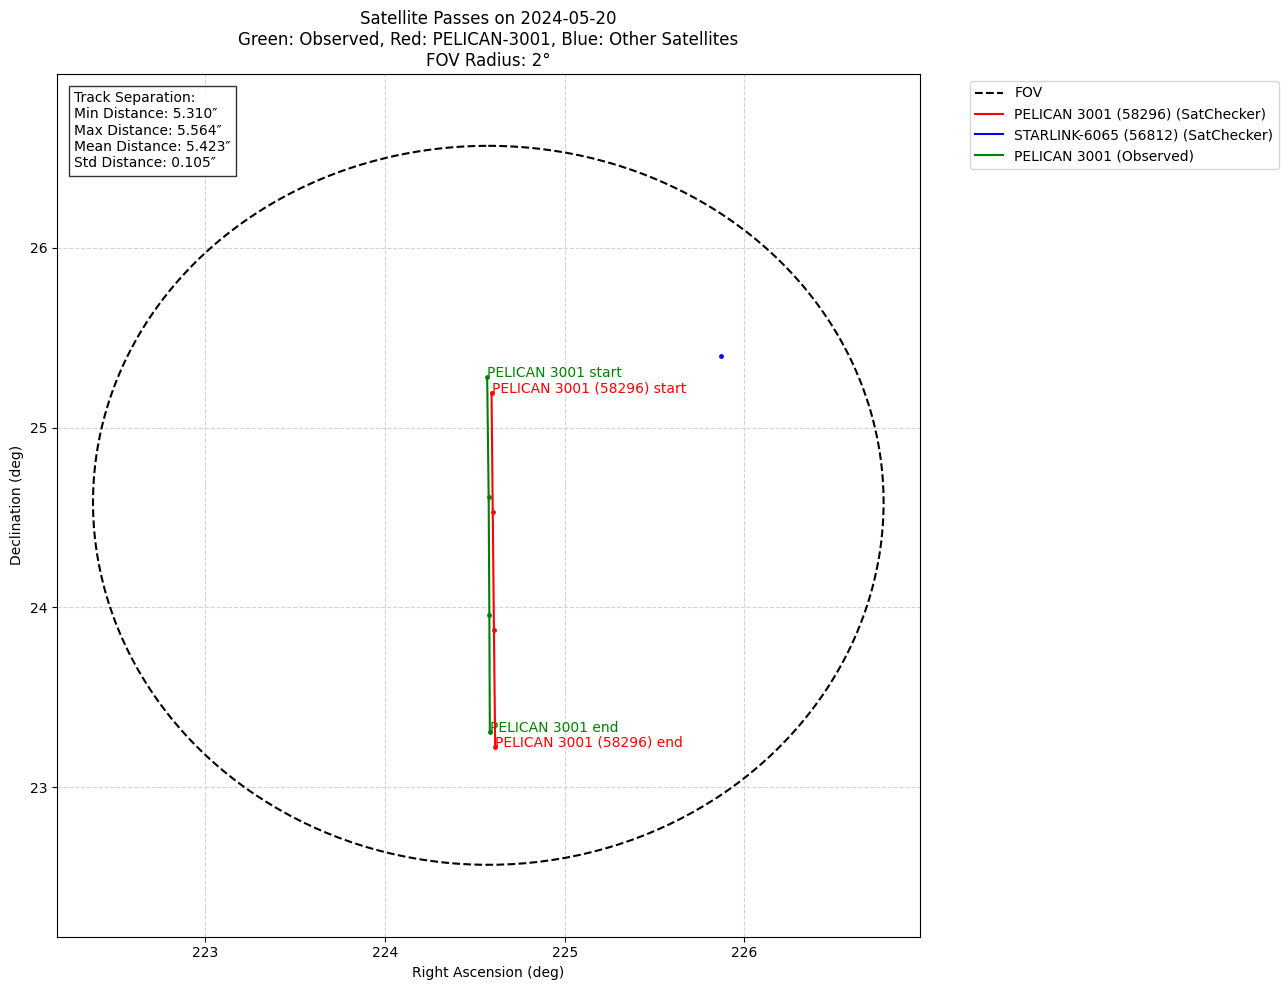 Satellite Passes on 2024-05-20
Green: Observed, Red: PELICAN-3001, Blue: Other Satellites
FOV Radius: 2°
Track Separation:
Min Distance: 5.310″
Max Distance: 5.564″
Mean Distance: 5.423″
Std Distance: 0.105″
FOV
PELICAN 3001 (58296) (SatChecker)
STARLINK-6065 (56812) (SatChecker)
PELICAN 3001 (Observed)
26
25
24
23
Declination (deg)
PELICAN 3001 start
PELICAN 3001 (58296) start
PELICAN 3001 end
PELICAN 3001 (58296) end
223
224
225
226
Right Ascension (deg)